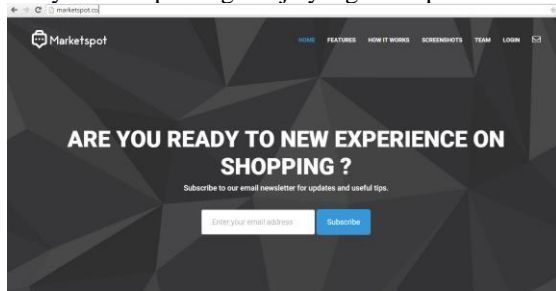 marketspot.co
Marketspot
HOME FEATURES HOW IT WORKS SCREENSHOTS TEAM LOGIN
ARE YOU READY TO NEW EXPERIENCE ON
SHOPPING ?
Subscribe to our email newsletter for updates and useful tips.
Enter your email address Subscribe